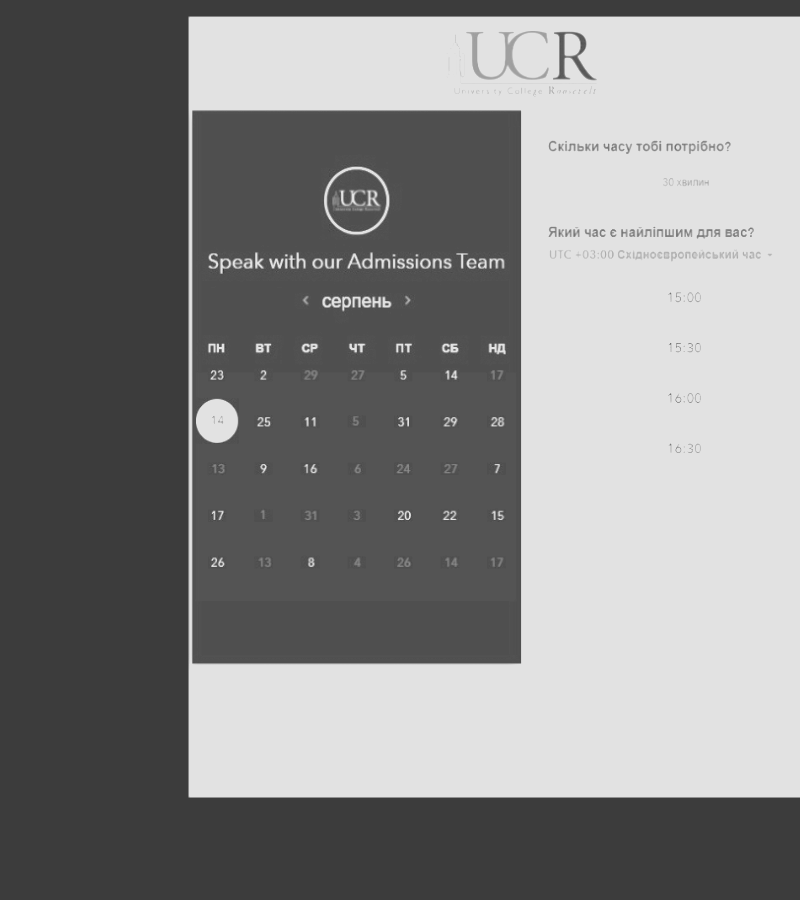 UCR
University College Roosevelt
UCR
Speak with our Admissions Team
‹ серпень ›
ПН ВТ СР ЧТ ПТ СБ НД
23 2 29 27 5 14 17
14 25 11 5 31 29 28
13 9 16 6 24 27 7
17 1 31 3 20 22 15
26 13 8 4 26 14 17
Скільки часу тобі потрібно?
30 хвилин
Який час є найліпшим для вас?
UTC +03:00 Східноєвропейський час
15:00
15:30
16:00
16:30